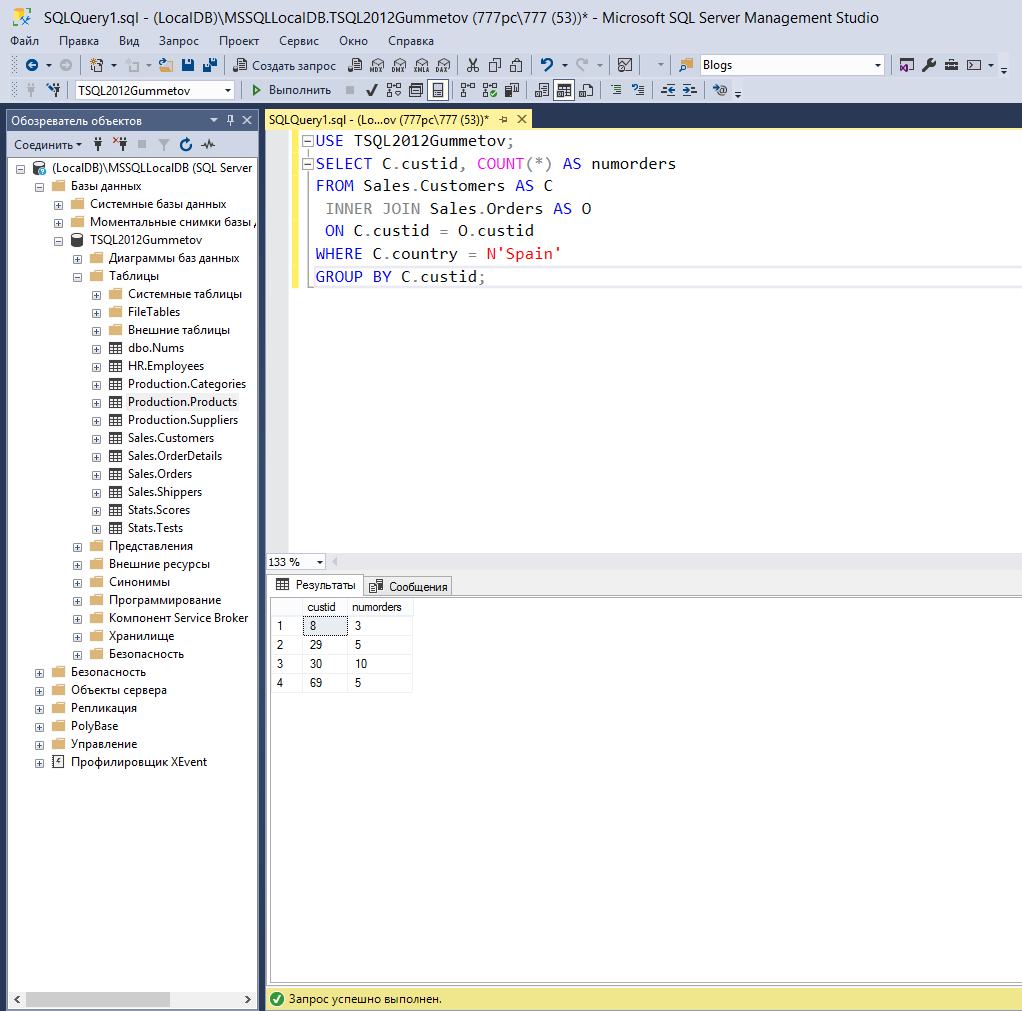 SQLQuery1.sql - (LocalDB)\MSSQLLocalDB.TSQL2012Gummetov (777pc\777 (53))* - Microsoft SQL Server Management Studio
Файл Правка Вид Запрос Проект Сервис Окно Справка
Создать запрос MDX DMX XMLA DAX Blogs
TSQL2012Gummetov Выполнить
Обозреватель объектов
Соединить
(LocalDB)\MSSQLLocalDB (SQL Server
Базы данных
Системные базы данных
Моментальные снимки базы
TSQL2012Gummetov
Диаграммы баз данных
Таблицы
Системные таблицы
FileTables
Внешние таблицы
dbo.Nums
HR.Employees
Production.Categories
Production.Products
Production.Suppliers
Sales.Customers
Sales.OrderDetails
Sales.Orders
Sales.Shippers
Stats.Scores
Stats.Tests
Представления
Внешние ресурсы
Синонимы
Программирование
Компонент Service Broker
Хранилище
Безопасность
Безопасность
Объекты сервера
Репликация
PolyBase
Управление
Профилировщик XEvent
SQLQuery1.sql - (Lo...ov (777pc\777 (53))*
USE TSQL2012Gummetov;
SELECT C.custid, COUNT(*) AS numorders
FROM Sales.Customers AS C
INNER JOIN Sales.Orders AS O
ON C.custid = O.custid
WHERE C.country = N'Spain'
GROUP BY C.custid;
133 %
Результаты Сообщения
custid numorders
1 8 3
2 29 5
3 30 10
4 69 5
Запрос успешно выполнен.